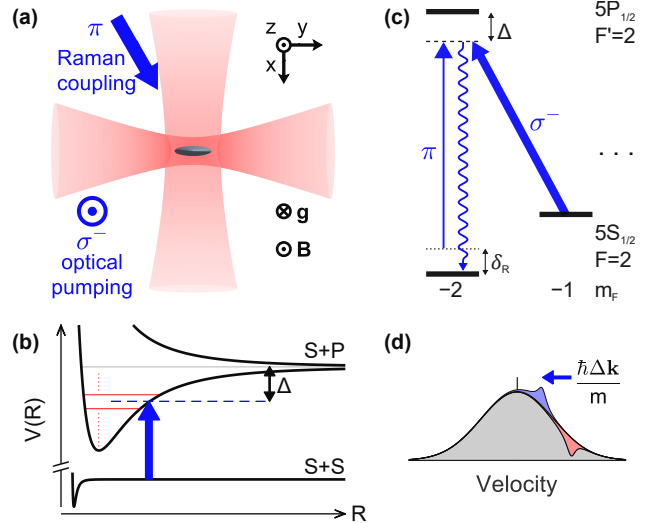 (a)
π
Raman
coupling
z
y
x
σ⁻
optical
pumping
g
B
(b)
V(R)
S+P
Δ
S+S
R
(c)
5P₁/₂
F'=2
Δ
π
σ⁻
. . .
5S₁/₂
F=2
δR
−2
−1
mF
(d)
ħΔk
m
Velocity